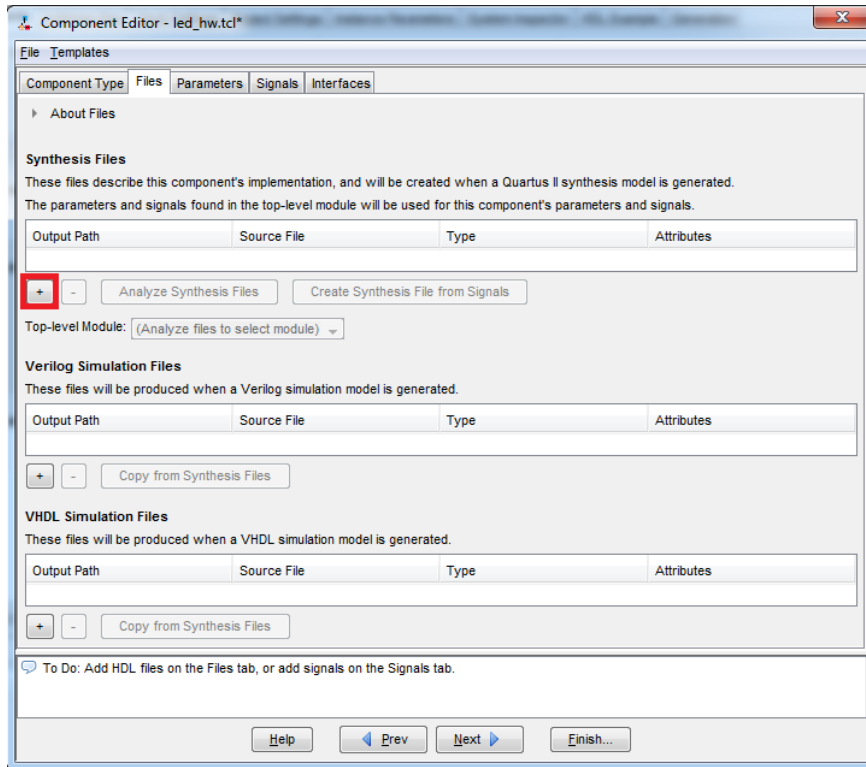 Component Editor - led_hw.tcl*
File Templates
Component Type Files Parameters Signals Interfaces
About Files
Synthesis Files
These files describe this component's implementation, and will be created when a Quartus II synthesis model is generated.
The parameters and signals found in the top-level module will be used for this component's parameters and signals.
Output Path Source File Type Attributes
+ - Analyze Synthesis Files Create Synthesis File from Signals
Top-level Module: (Analyze files to select module)
Verilog Simulation Files
These files will be produced when a Verilog simulation model is generated.
Output Path Source File Type Attributes
+ - Copy from Synthesis Files
VHDL Simulation Files
These files will be produced when a VHDL simulation model is generated.
Output Path Source File Type Attributes
+ - Copy from Synthesis Files
To Do: Add HDL files on the Files tab, or add signals on the Signals tab.
Help Prev Next Finish...